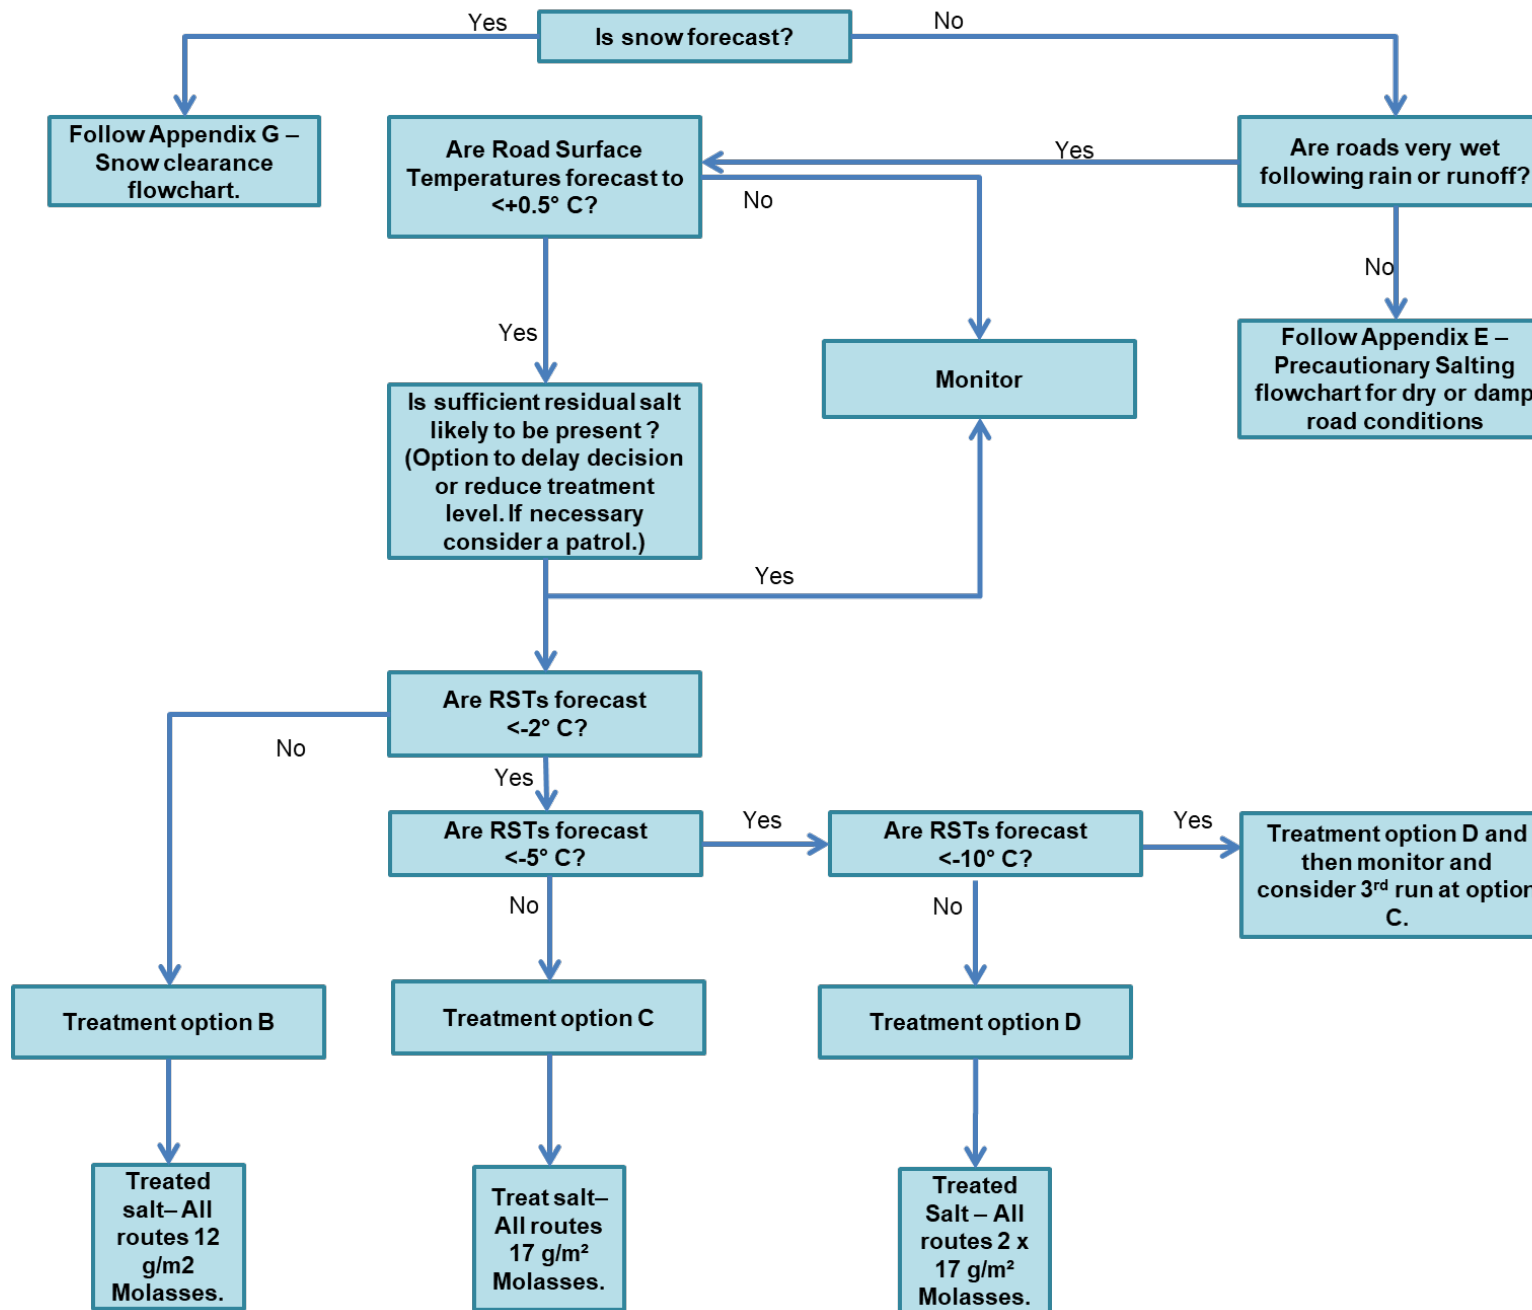 Yes
Is snow forecast?
No
Follow Appendix G –
Snow clearance
flowchart.
Are Road Surface
Temperatures forecast to
<+0.5° C?
Yes
Are roads very wet
following rain or runoff?
No
No
Yes
Monitor
Follow Appendix E –
Precautionary Salting
flowchart for dry or damp
road conditions
Is sufficient residual salt
likely to be present ?
(Option to delay decision
or reduce treatment
level. If necessary
consider a patrol.)
Yes
Are RSTs forecast
<-2° C?
No
Yes
Are RSTs forecast
<-5° C?
Yes
Are RSTs forecast
<-10° C?
Yes
Treatment option D and
then monitor and
consider 3rd run at option
C.
No
No
Treatment option B
Treatment option C
Treatment option D
Treated
salt– All
routes 12
g/m2
Molasses.
Treat salt–
All routes
17 g/m²
Molasses.
Treated
Salt – All
routes 2 x
17 g/m²
Molasses.